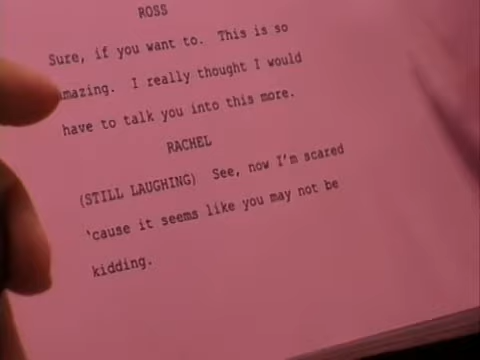 ROSS
Sure, if you want to. This is so
amazing. I really thought I would
have to talk you into this more.
RACHEL
(STILL LAUGHING) See, now I'm scared
'cause it seems like you may not be
kidding.